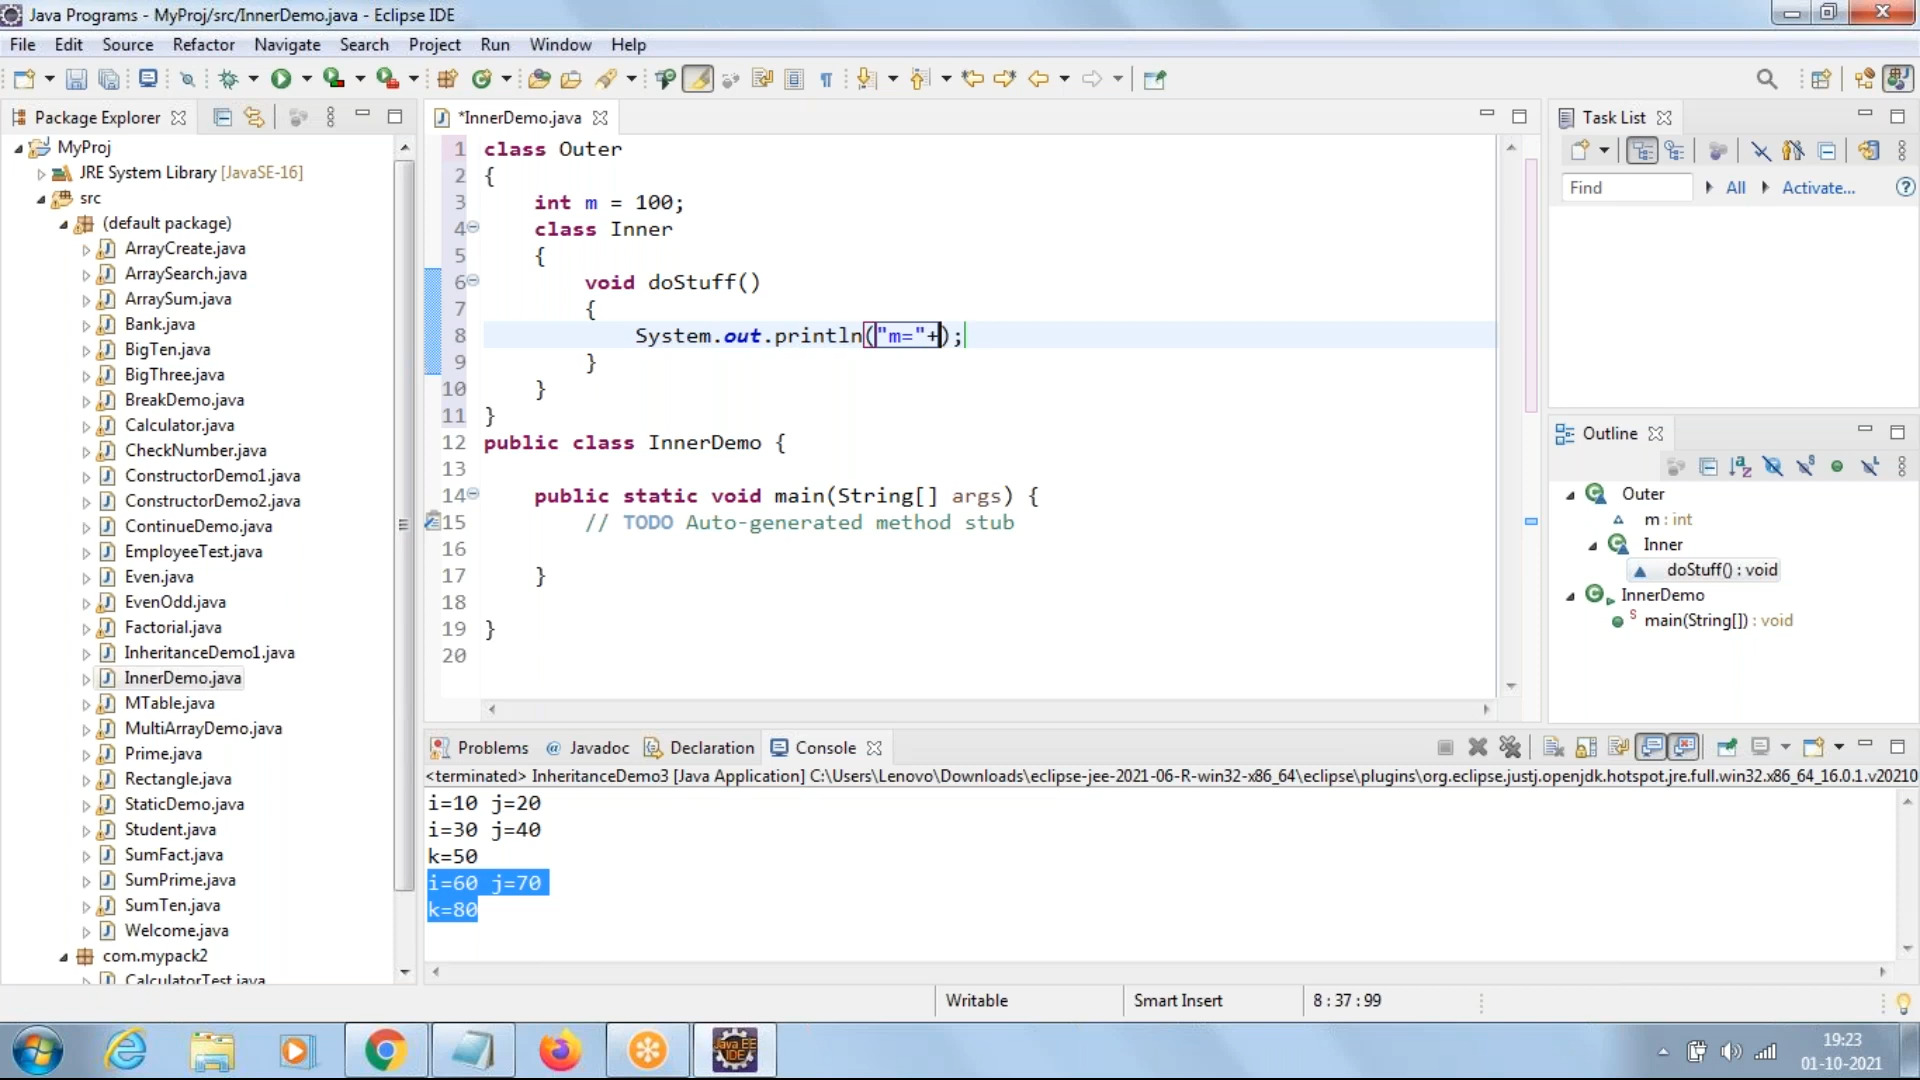 Java Programs - MyProj/src/InnerDemo.java - Eclipse IDE
File Edit Source Refactor Navigate Search Project Run Window Help
Package Explorer
MyProj
JRE System Library [JavaSE-16]
src
(default package)
ArrayCreate.java
ArraySearch.java
ArraySum.java
Bank.java
BigTen.java
BigThree.java
BreakDemo.java
Calculator.java
CheckNumber.java
ConstructorDemo1.java
ConstructorDemo2.java
ContinueDemo.java
EmployeeTest.java
Even.java
EvenOdd.java
Factorial.java
InheritanceDemo1.java
InnerDemo.java
MTable.java
MultiArrayDemo.java
Prime.java
Rectangle.java
StaticDemo.java
Student.java
SumFact.java
SumPrime.java
SumTen.java
Welcome.java
com.mypack2
CalculatorTest.java
*InnerDemo.java
1 class Outer
2 {
3 int m = 100;
4 class Inner
5 {
6 void doStuff()
7 {
8 System.out.println("m="+);
9 }
10 }
11 }
12 public class InnerDemo {
13
14 public static void main(String[] args) {
15 // TODO Auto-generated method stub
16
17 }
18
19 }
20
Task List
Find All Activate...
Outline
Outer
m : int
Inner
doStuff() : void
InnerDemo
main(String[]) : void
Problems Javadoc Declaration Console
<terminated> InheritanceDemo3 [Java Application] C:\Users\Lenovo\Downloads\eclipse-jee-2021-06-R-win32-x86_64\eclipse\plugins\org.eclipse.justj.openjdk.hotspot.jre.full.win32.x86_64_16.0.1.v20210
i=10 j=20
i=30 j=40
k=50
i=60 j=70
k=80
Writable Smart Insert 8 : 37 : 99
Java EE
IDE
19:23
01-10-2021